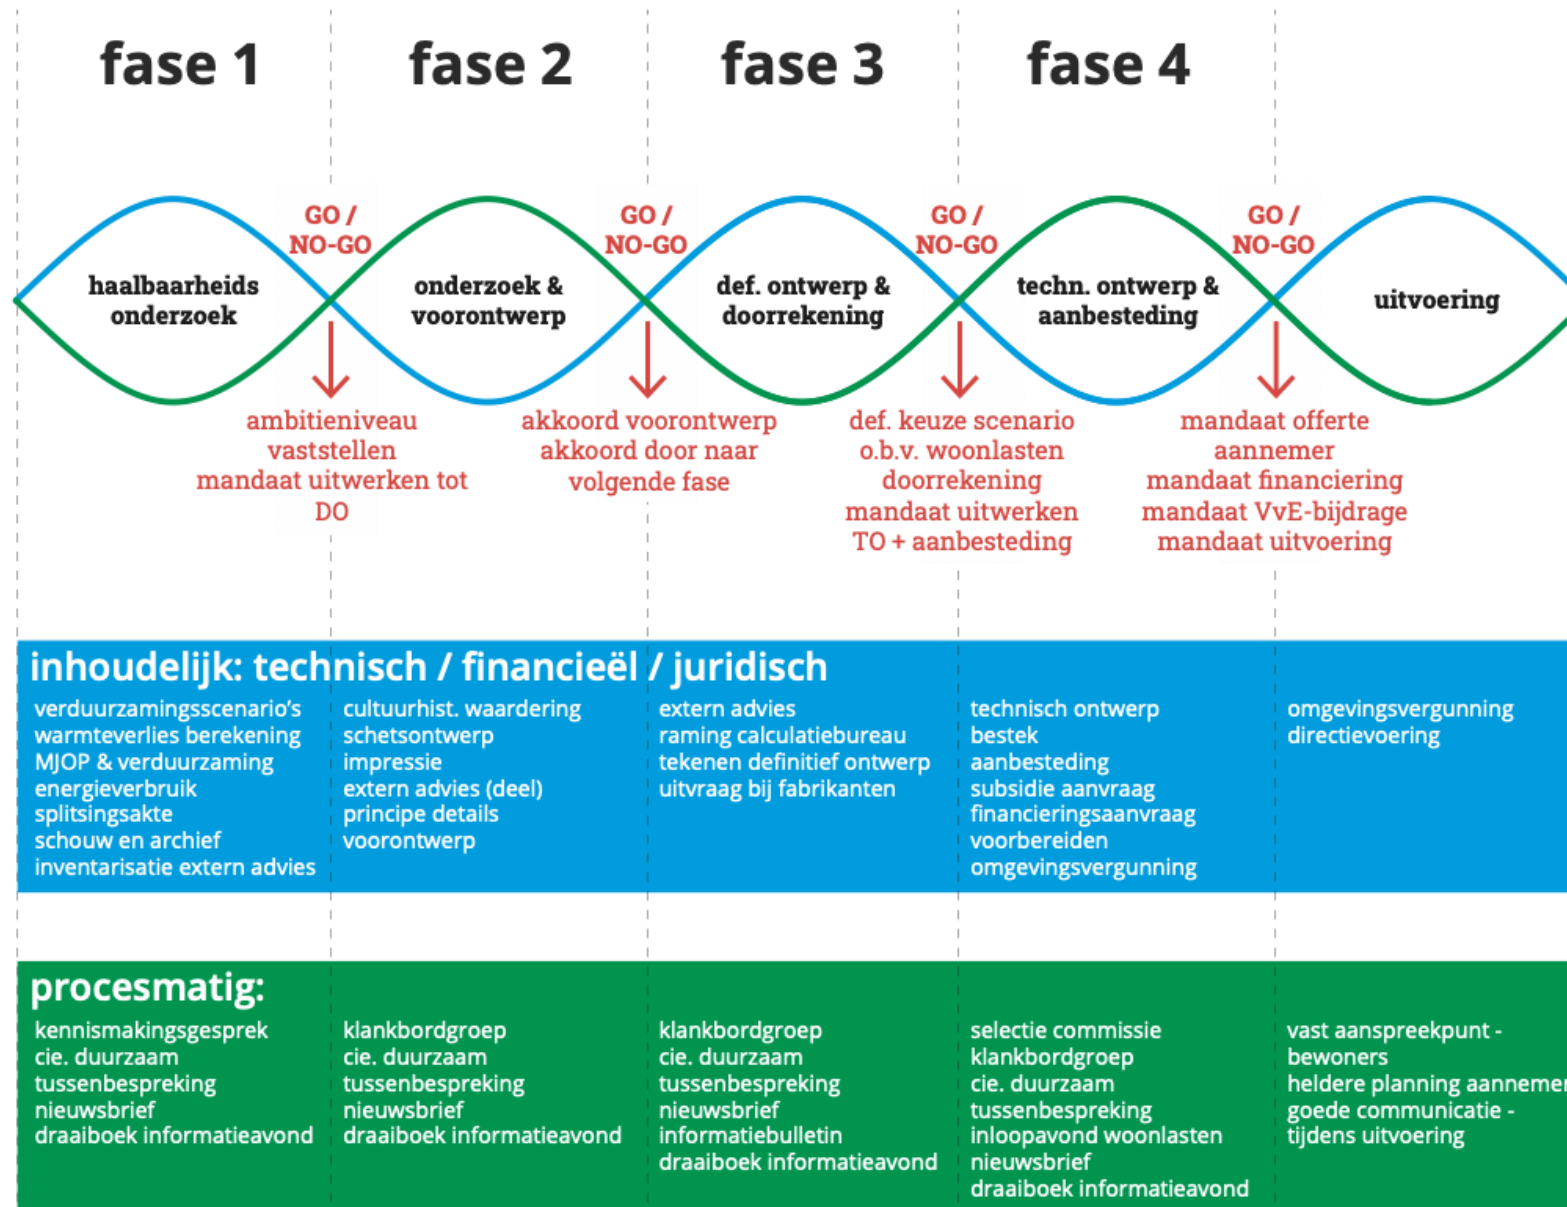 fase 1
fase 2
fase 3
fase 4
GO /
NO-GO
GO /
NO-GO
GO /
NO-GO
GO /
NO-GO
haalbaarheids
onderzoek
onderzoek &
voorontwerp
def. ontwerp &
doorrekening
techn. ontwerp &
aanbesteding
uitvoering
ambitieniveau
vaststellen
mandaat uitwerken tot
DO
akkoord voorontwerp
akkoord door naar
volgende fase
def. keuze scenario
o.b.v. woonlasten
doorrekening
mandaat uitwerken
TO + aanbesteding
mandaat offerte
aannemer
mandaat financiering
mandaat VvE-bijdrage
mandaat uitvoering
inhoudelijk: technisch / financieël / juridisch
verduurzamingsscenario's
warmteverlies berekening
MJOP & verduurzaming
energieverbruik
splitsingsakte
schouw en archief
inventarisatie extern advies
cultuurhist. waardering
schetsontwerp
impressie
extern advies (deel)
principe details
voorontwerp
extern advies
raming calculatiebureau
tekenen definitief ontwerp
uitvraag bij fabrikanten
technisch ontwerp
bestek
aanbesteding
subsidie aanvraag
financieringsaanvraag
voorbereiden
omgevingsvergunning
omgevingsvergunning
directievoering
procesmatig:
kennismakingsgesprek
cie. duurzaam
tussenbespreking
nieuwsbrief
draaiboek informatieavond
klankbordgroep
cie. duurzaam
tussenbespreking
nieuwsbrief
draaiboek informatieavond
klankbordgroep
cie. duurzaam
tussenbespreking
nieuwsbrief
informatiebulletin
draaiboek informatieavond
selectie commissie
klankbordgroep
cie. duurzaam
tussenbespreking
inloopavond woonlasten
nieuwsbrief
draaiboek informatieavond
vast aanspreekpunt -
bewoners
heldere planning aannemer
goede communicatie -
tijdens uitvoering